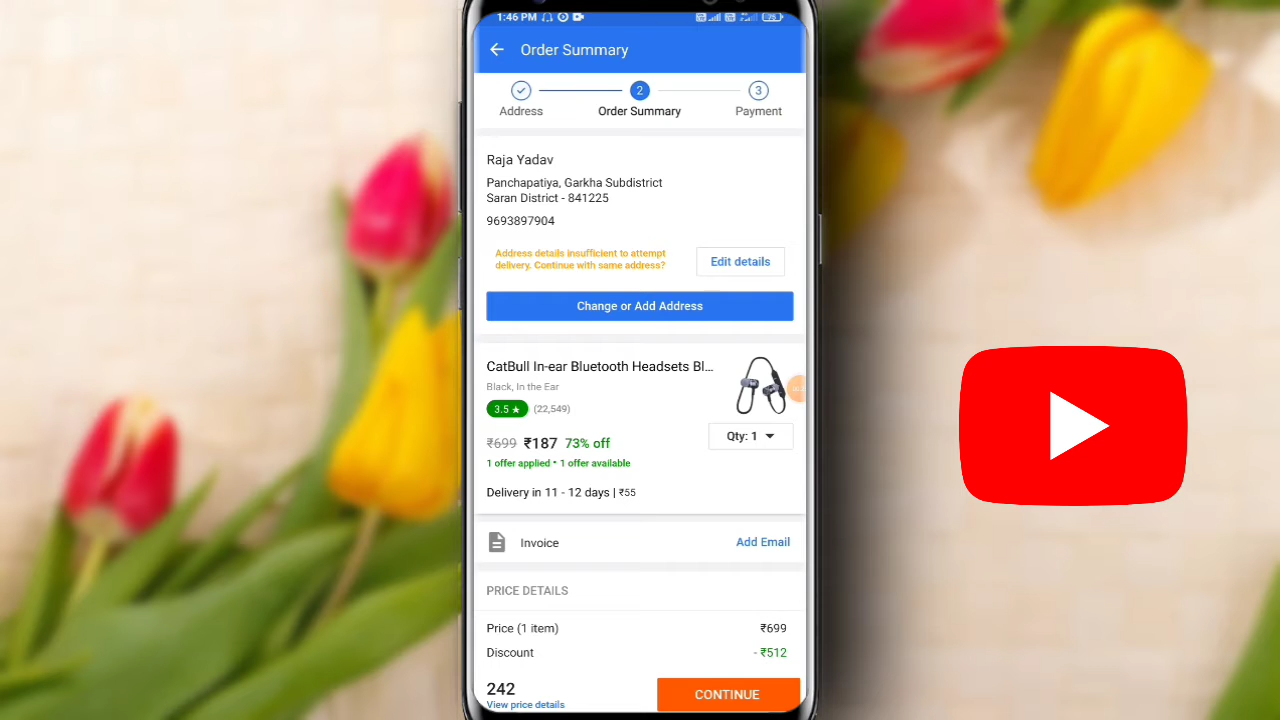 1:46 PM
Order Summary
2
3
Address
Order Summary
Payment
Raja Yadav
Panchapatiya, Garkha Subdistrict
Saran District - 841225
9693897904
Address details insufficient to attempt
delivery. Continue with same address?
Edit details
Change or Add Address
CatBull In-ear Bluetooth Headsets Bl...
Black, In the Ear
3.5 ★ (22,549)
Qty: 1
₹699 ₹187 73% off
1 offer applied • 1 offer available
Delivery in 11 - 12 days | ₹55
Invoice
Add Email
PRICE DETAILS
Price (1 item) ₹699
Discount - ₹512
242
View price details
CONTINUE